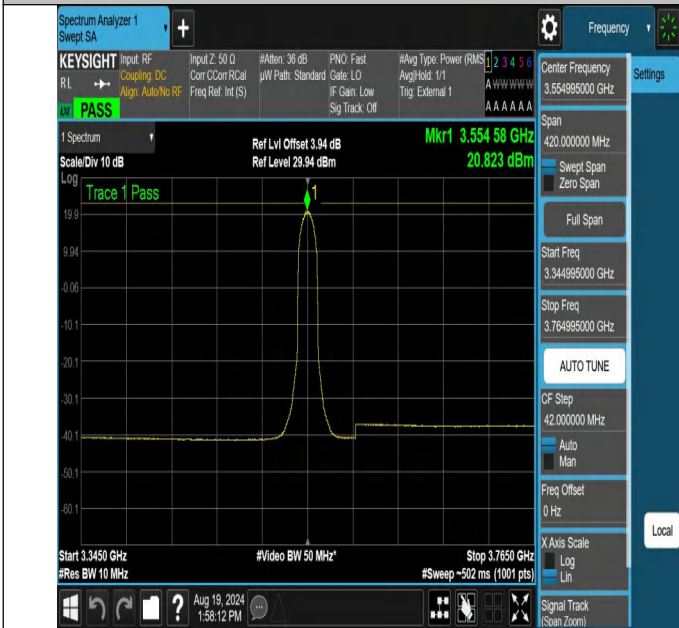 Spectrum Analyzer 1
Swept SA
Frequency
KEYSIGHT
RL
PASS
Input: RF
Coupling: DC
Align: Auto/No RF
Input Z: 50 Ω
Corr CCorr RCal
Freq Ref: Int (S)
#Atten: 36 dB
µW Path: Standard
PNO: Fast
Gate: LO
IF Gain: Low
Sig Track: Off
#Avg Type: Power (RMS
Avg|Hold: 1/1
Trig: External 1
1 2 3 4 5 6
A W W W W W
A A A A A A
1 Spectrum
Scale/Div 10 dB
Log
Ref Lvl Offset 3.94 dB
Ref Level 29.94 dBm
Mkr1 3.554 58 GHz
20.823 dBm
Trace 1 Pass
1
19.9
9.94
-0.06
-10.1
-20.1
-30.1
-40.1
-50.1
-60.1
Start 3.3450 GHz
#Res BW 10 MHz
#Video BW 50 MHz*
Stop 3.7650 GHz
#Sweep ~502 ms (1001 pts)
?
Aug 19, 2024
1:58:12 PM
Center Frequency
3.554995000 GHz
Span
420.000000 MHz
Swept Span
Zero Span
Full Span
Start Freq
3.344995000 GHz
Stop Freq
3.764995000 GHz
AUTO TUNE
CF Step
42.000000 MHz
Auto
Man
Freq Offset
0 Hz
X Axis Scale
Log
Lin
Signal Track
(Span Zoom)
Settings
Local